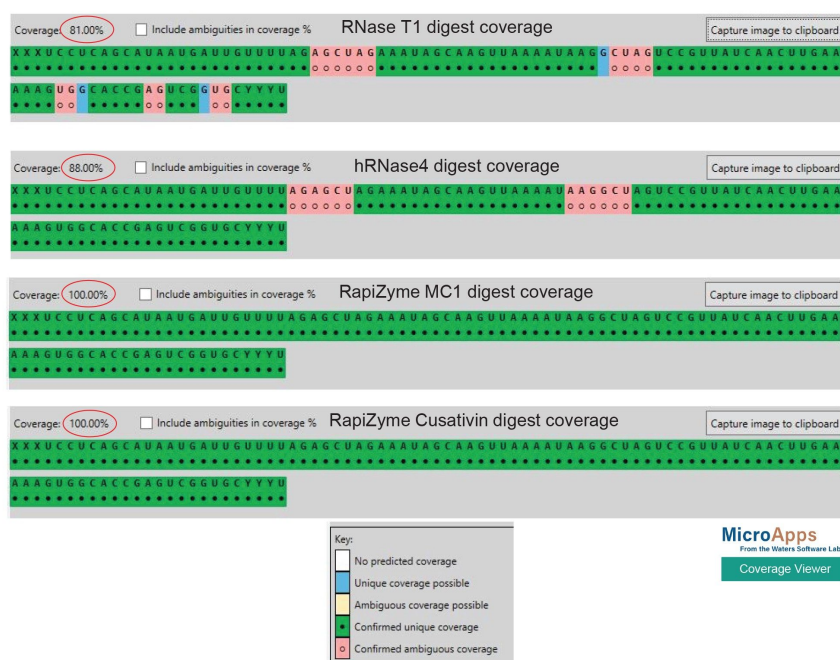 Coverage: 81.00% Include ambiguities in coverage % RNase T1 digest coverage Capture image to clipboard
X X X U C C U C A G C A U A A U G A U U G U U U U A G A G C U A G A A A U A G C A A G U U A A A A U A A G G C U A G U C C G U U A U C A A C U U G A A
A A A G U G G C A C C G A G U C G G U G C Y Y Y U
Coverage: 88.00% Include ambiguities in coverage % hRNase4 digest coverage Capture image to clipboard
X X X U C C U C A G C A U A A U G A U U G U U U U A G A G C U A G A A A U A G C A A G U U A A A A U A A G G C U A G U C C G U U A U C A A C U U G A A
A A A G U G G C A C C G A G U C G G U G C Y Y Y U
Coverage: 100.00% Include ambiguities in coverage % RapiZyme MC1 digest coverage Capture image to clipboard
X X X U C C U C A G C A U A A U G A U U G U U U U A G A G C U A G A A A U A G C A A G U U A A A A U A A G G C U A G U C C G U U A U C A A C U U G A A
A A A G U G G C A C C G A G U C G G U G C Y Y Y U
Coverage: 100.00% Include ambiguities in coverage % RapiZyme Cusativin digest coverage Capture image to clipboard
X X X U C C U C A G C A U A A U G A U U G U U U U A G A G C U A G A A A U A G C A A G U U A A A A U A A G G C U A G U C C G U U A U C A A C U U G A A
A A A G U G G C A C C G A G U C G G U G C Y Y Y U
Key:
No predicted coverage
Unique coverage possible
Ambiguous coverage possible
Confirmed unique coverage
Confirmed ambiguous coverage
MicroApps
From the Waters Software Lab
Coverage Viewer